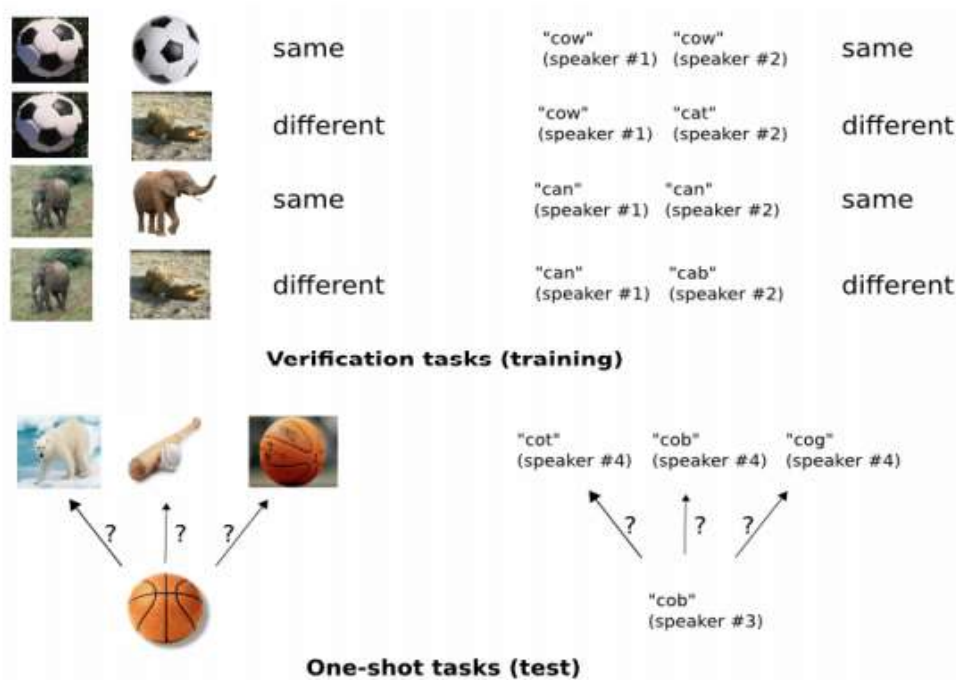 same
"cow" "cow"
(speaker #1) (speaker #2)
same
different
"cow" "cat"
(speaker #1) (speaker #2)
different
same
"can" "can"
(speaker #1) (speaker #2)
same
different
"can" "cab"
(speaker #1) (speaker #2)
different
Verification tasks (training)
"cot" "cob" "cog"
(speaker #4) (speaker #4) (speaker #4)
? ? ?
? ? ?
"cob"
(speaker #3)
One-shot tasks (test)